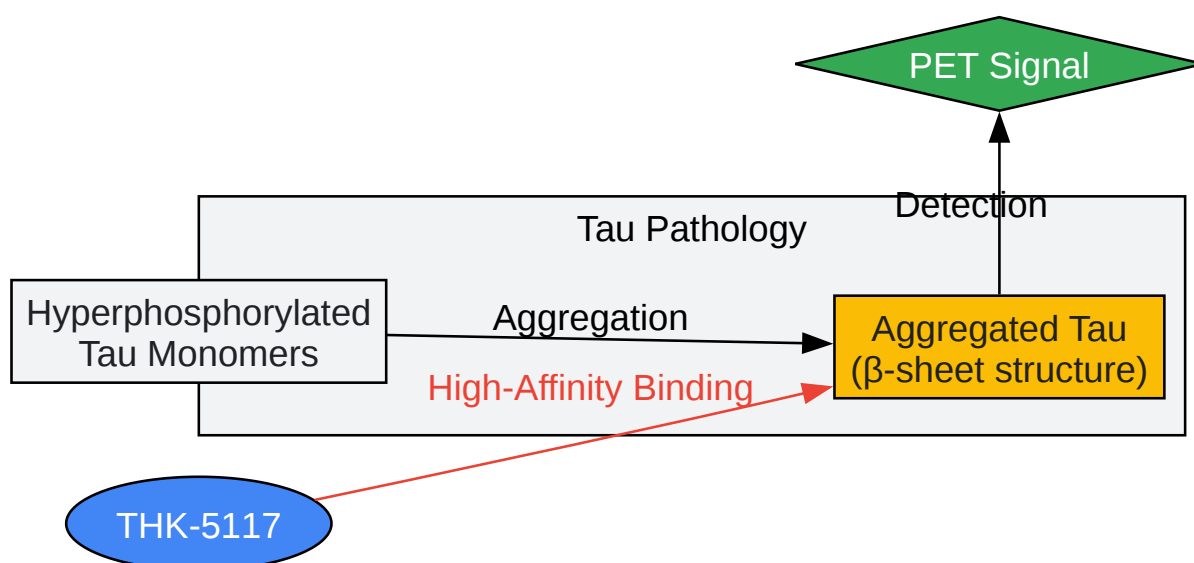 PET Signal
Detection
Tau Pathology
Hyperphosphorylated
Tau Monomers
Aggregation
Aggregated Tau
(β-sheet structure)
High-Affinity Binding
THK-5117